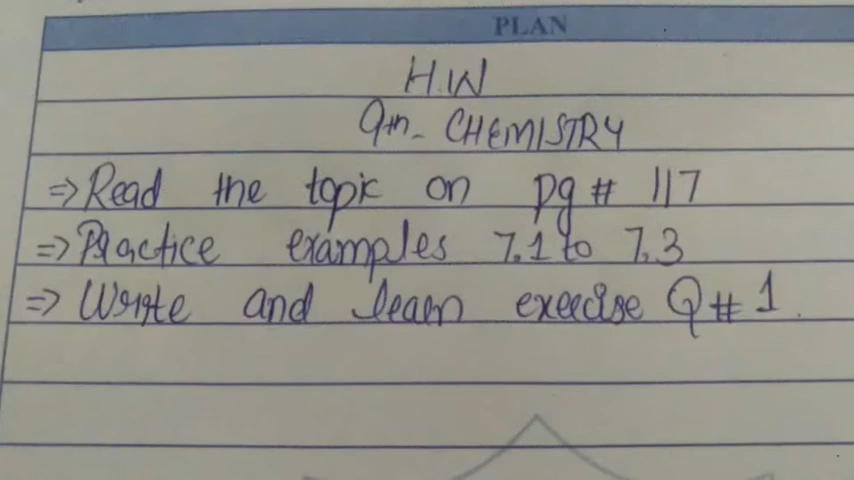 PLAN
H.W
9th- CHEMISTRY
=> Read the topic on pg # 117
=> Practice examples 7.1 to 7.3
=> Write and learn exercise Q # 1.